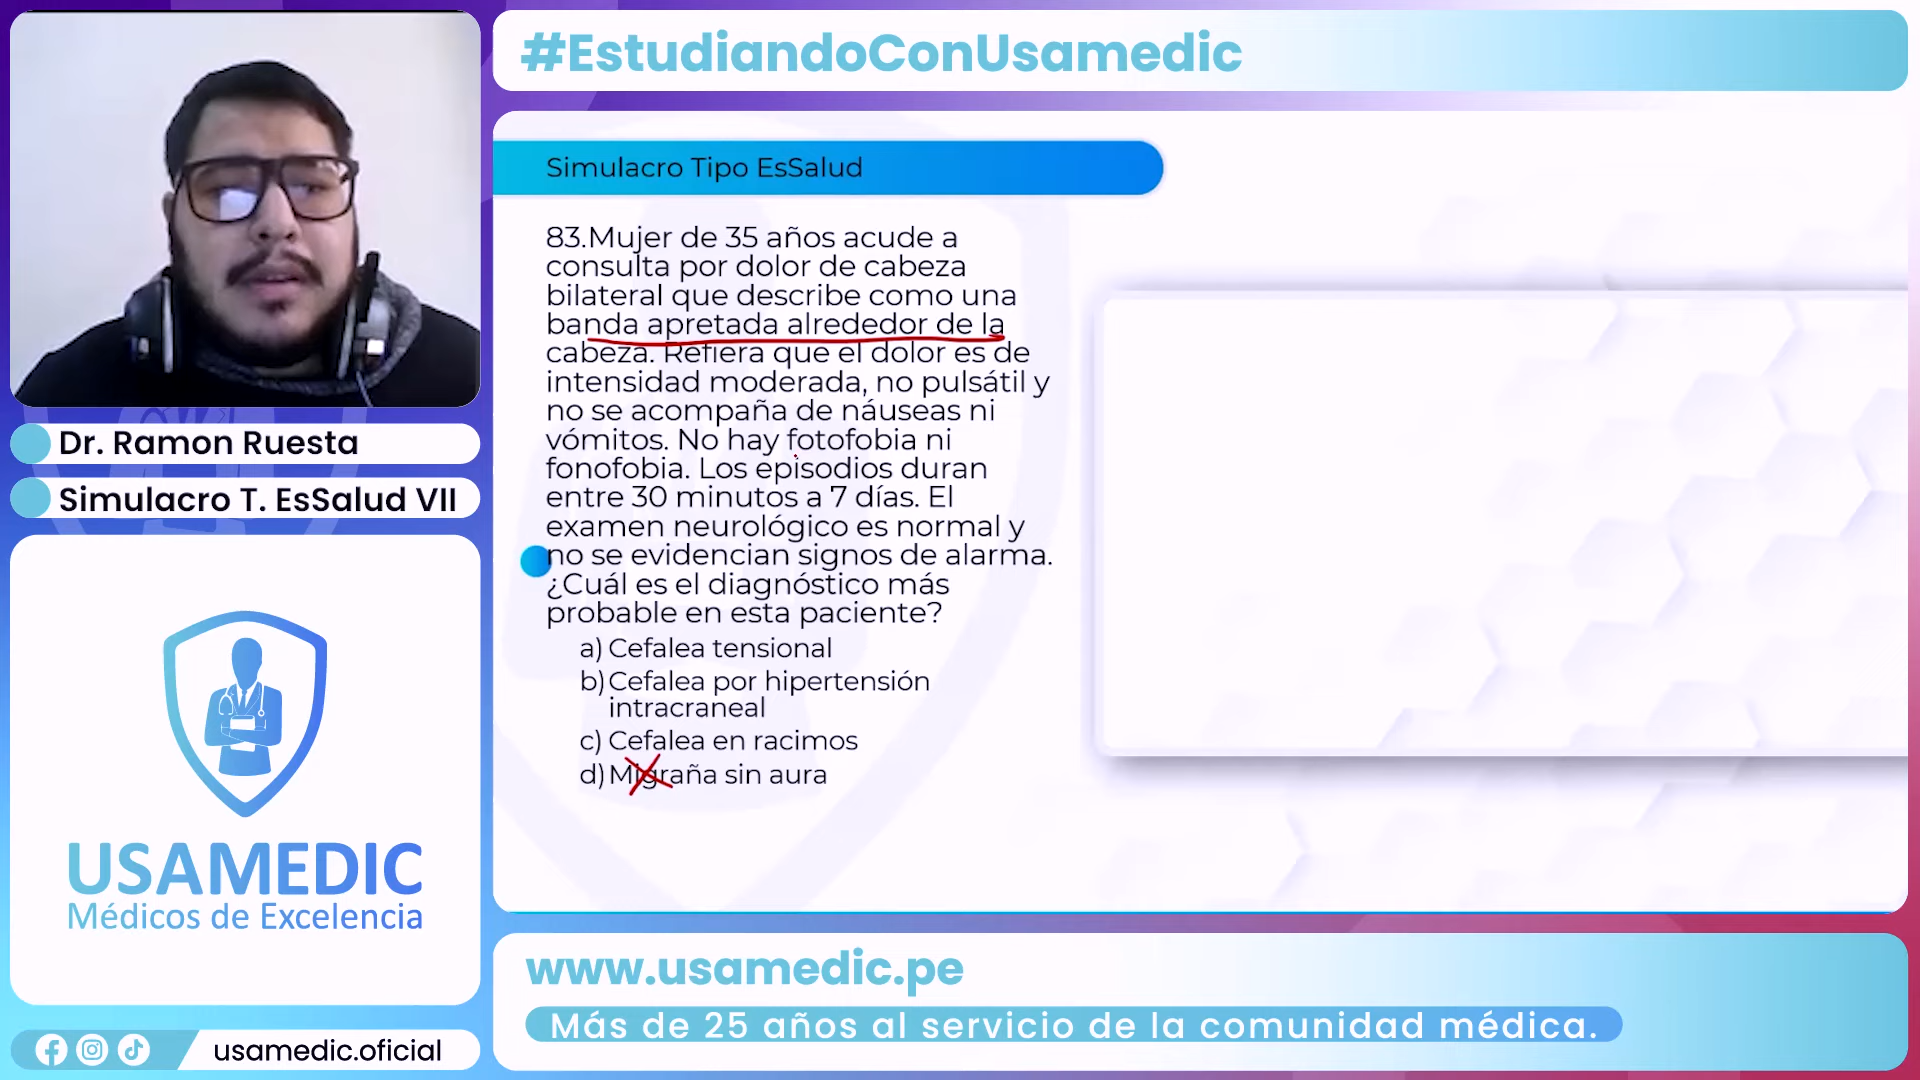 #EstudiandoConUsamedic
Simulacro Tipo EsSalud
83.Mujer de 35 años acude a
consulta por dolor de cabeza
bilateral que describe como una
banda apretada alrededor de la
cabeza. Refiera que el dolor es de
intensidad moderada, no pulsátil y
no se acompaña de náuseas ni
vómitos. No hay fotofobia ni
fonofobia. Los episodios duran
entre 30 minutos a 7 días. El
examen neurológico es normal y
no se evidencian signos de alarma.
¿Cuál es el diagnóstico más
probable en esta paciente?
a) Cefalea tensional
b) Cefalea por hipertensión
intracraneal
c) Cefalea en racimos
d) Migraña sin aura
Dr. Ramon Ruesta
Simulacro T. EsSalud VII
USAMEDIC
Médicos de Excelencia
usamedic.oficial
www.usamedic.pe
Más de 25 años al servicio de la comunidad médica.